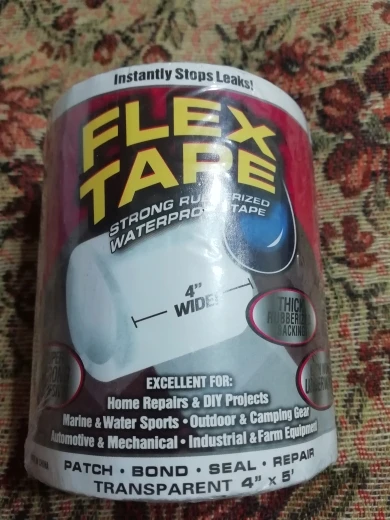 Instantly Stops Leaks!
FLEX
TAPE
STRONG RUBBERIZED
WATERPROOF TAPE
4"
WIDE!
THICK
RUBBERIZED
BACKING
EXCELLENT FOR:
Home Repairs & DIY Projects
Marine & Water Sports • Outdoor & Camping Gear
Automotive & Mechanical • Industrial & Farm Equipment
PATCH • BOND • SEAL • REPAIR
TRANSPARENT 4" x 5'